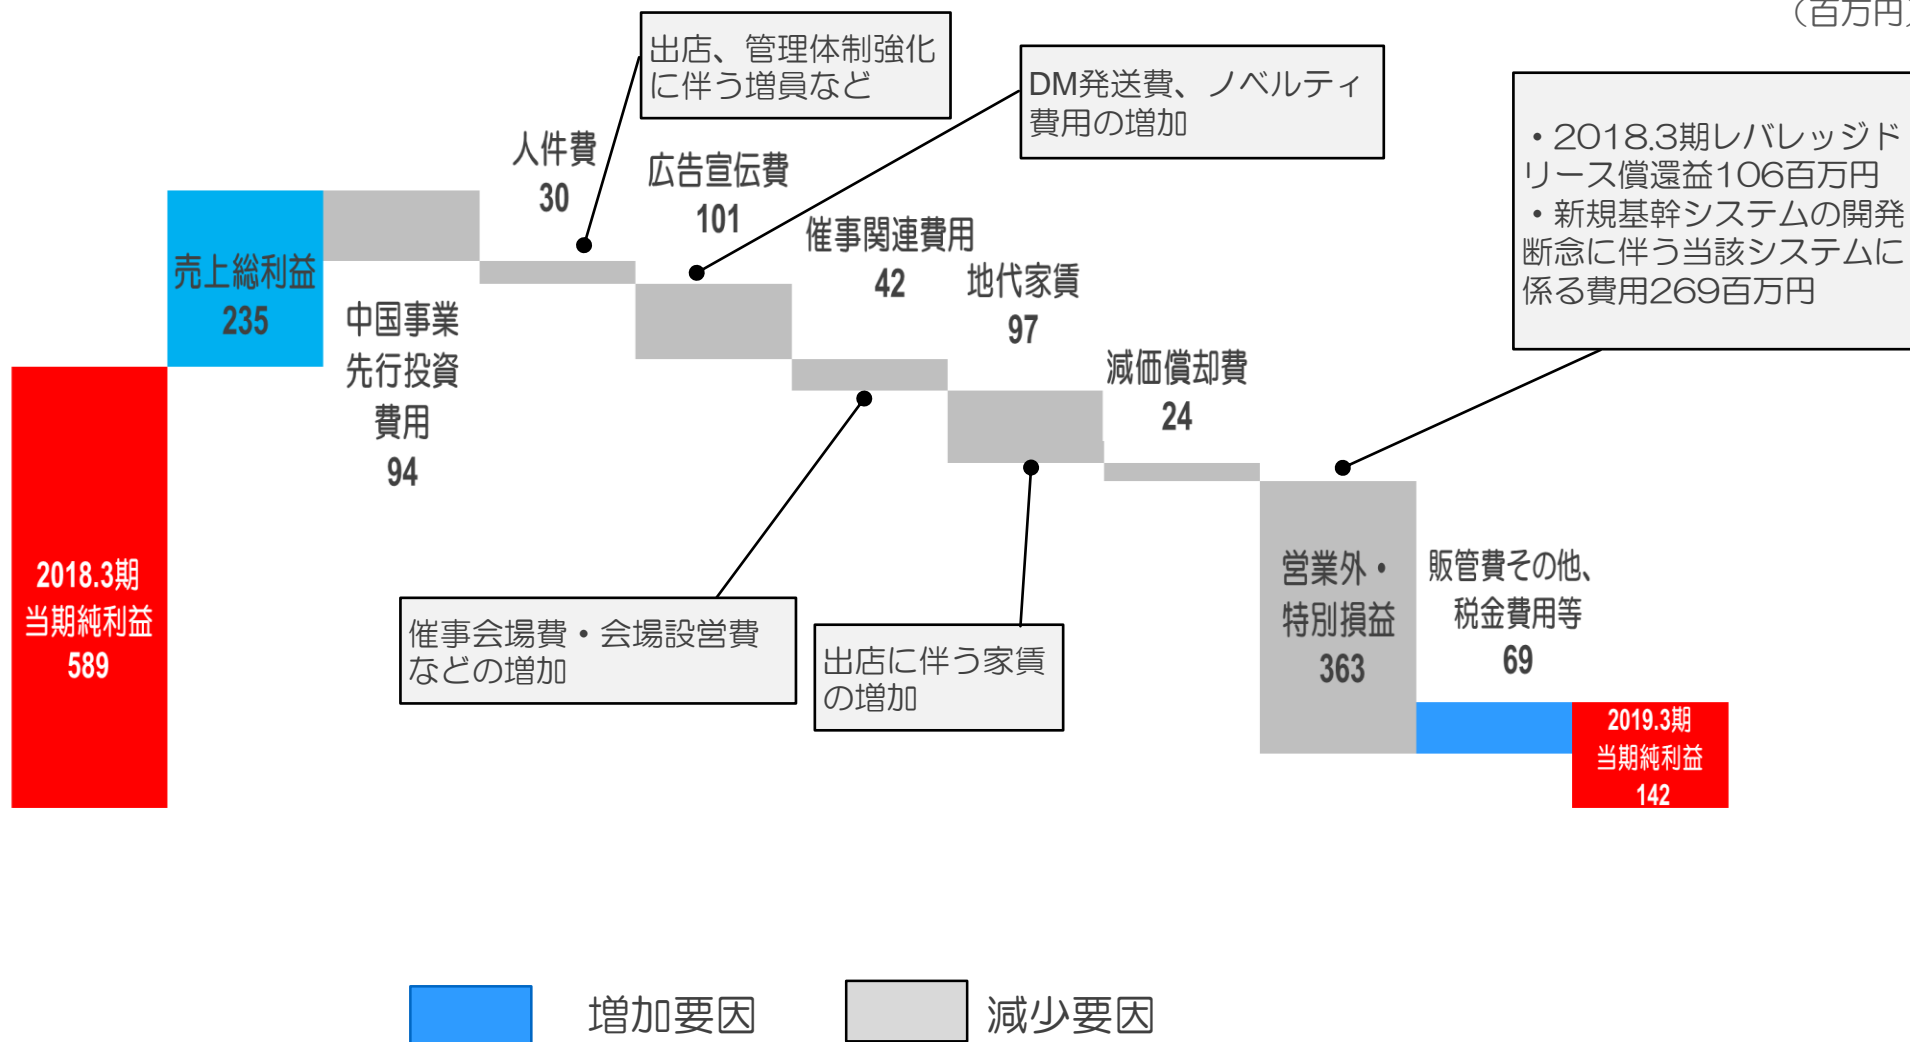 （百万円）
出店、管理体制強化
に伴う増員など
DM発送費、ノベルティ
費用の増加
・2018.3期レバレッジド
リース償還益106百万円
・新規基幹システムの開発
断念に伴う当該システムに
係る費用269百万円
人件費
30
広告宣伝費
101
催事関連費用
42
地代家賃
97
減価償却費
24
売上総利益
235
中国事業
先行投資
費用
94
2018.3期
当期純利益
589
催事会場費・会場設営費
などの増加
出店に伴う家賃
の増加
営業外・
特別損益
363
販管費その他、
税金費用等
69
2019.3期
当期純利益
142
増加要因
減少要因